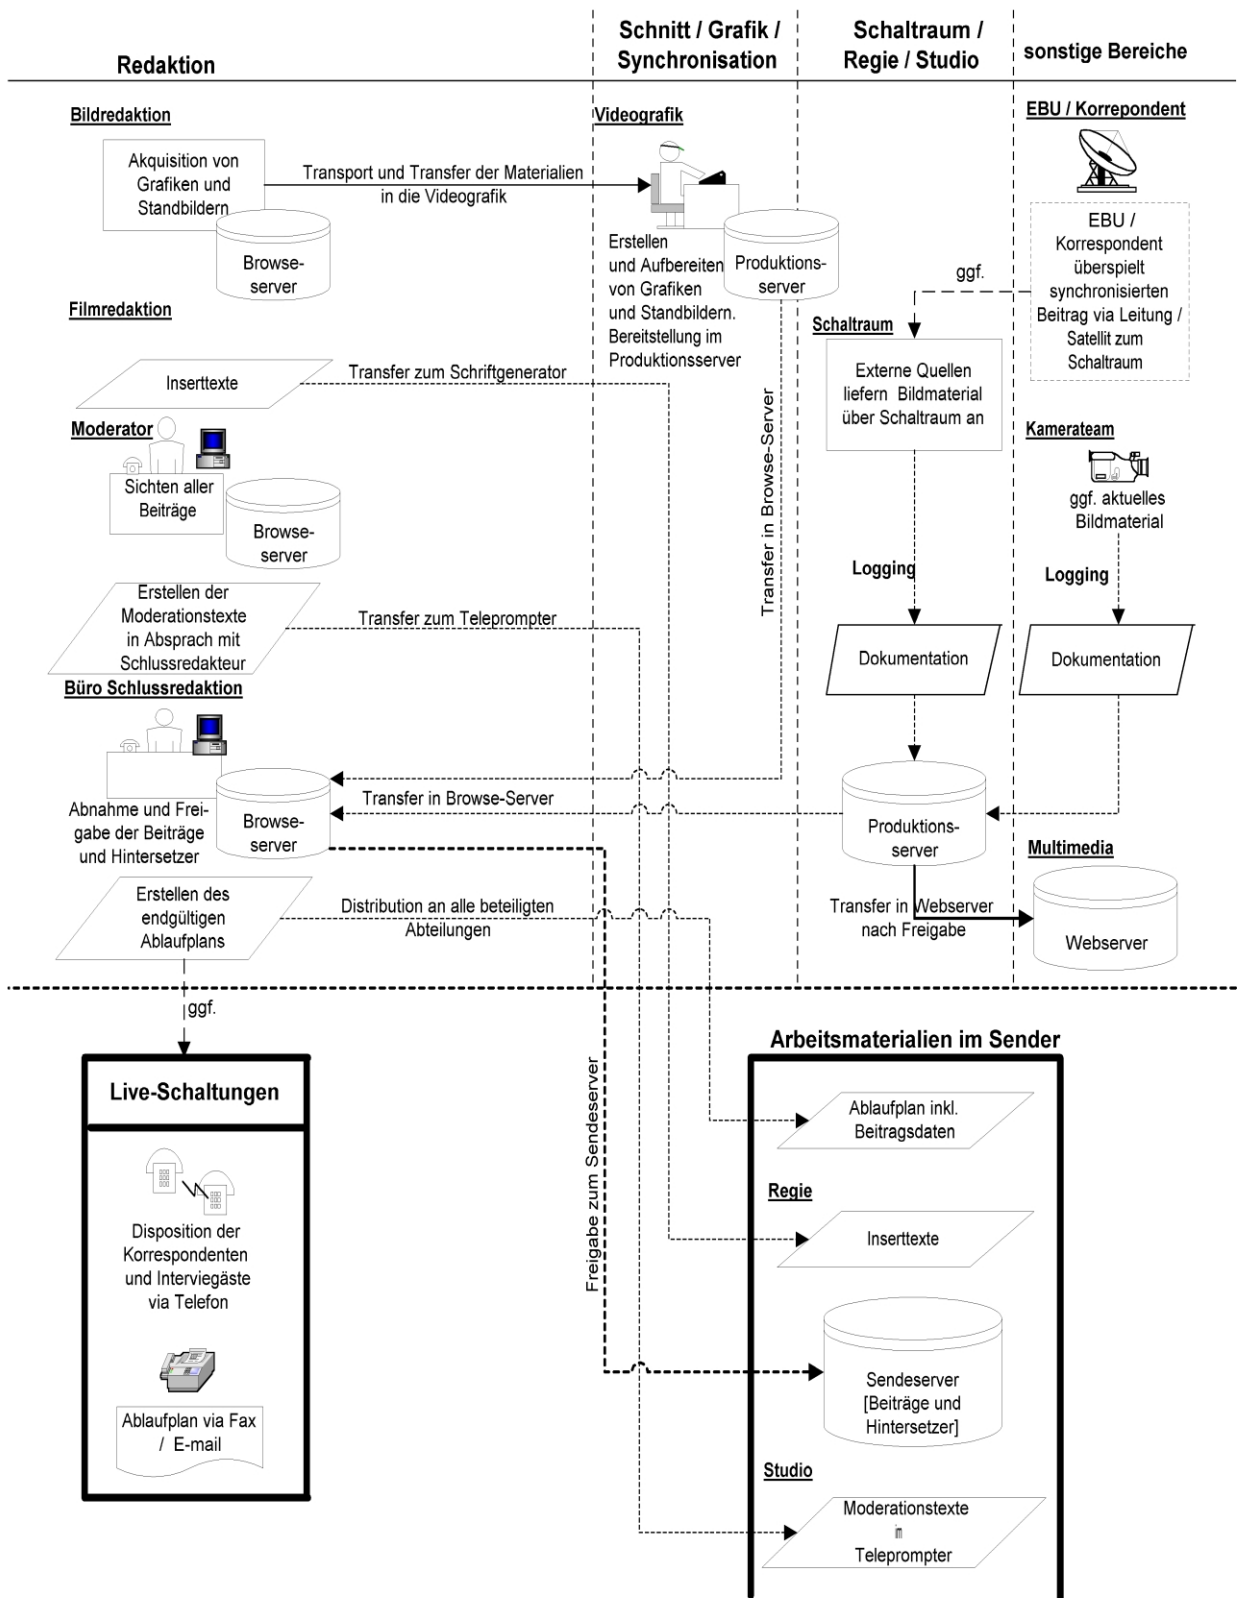 Redaktion
Schnitt / Grafik /
Synchronisation
Schaltraum /
Regie / Studio
sonstige Bereiche
Bildredaktion
Akquisition von
Grafiken und
Standbildern
Browse-
server
Transport und Transfer der Materialien
in die Videografik
Videografik
Erstellen
und Aufbereiten
von Grafiken
und Standbildern.
Bereitstellung im
Produktionsserver
Produktions-
server
EBU / Korrepondent
EBU /
Korrespondent
überspielt
synchronisierten
Beitrag via Leitung /
Satellit zum
Schaltraum
ggf.
Schaltraum
Externe Quellen
liefern Bildmaterial
über Schaltraum an
Filmredaktion
Inserttexte
Transfer zum Schriftgenerator
Moderator
Sichten aller
Beiträge
Browse-
server
Transfer in Browse-Server
Kamerateam
ggf. aktuelles
Bildmaterial
Logging
Logging
Erstellen der
Moderationstexte
in Absprach mit
Schlussredakteur
Transfer zum Teleprompter
Dokumentation
Dokumentation
Büro Schlussredaktion
Abnahme und Frei-
gabe der Beiträge
und Hintersetzer
Browse-
server
Transfer in Browse-Server
Produktions-
server
Multimedia
Transfer in Webserver
nach Freigabe
Webserver
Erstellen des
endgültigen
Ablaufplans
Distribution an alle beteiligten
Abteilungen
ggf.
Live-Schaltungen
Disposition der
Korrespondenten
und Interviegäste
via Telefon
Ablaufplan via Fax
/ E-mail
Freigabe zum Sendeserver
Arbeitsmaterialien im Sender
Ablaufplan inkl.
Beitragsdaten
Regie
Inserttexte
Sendeserver
[Beiträge und
Hintersetzer]
Studio
Moderationstexte
Teleprompter